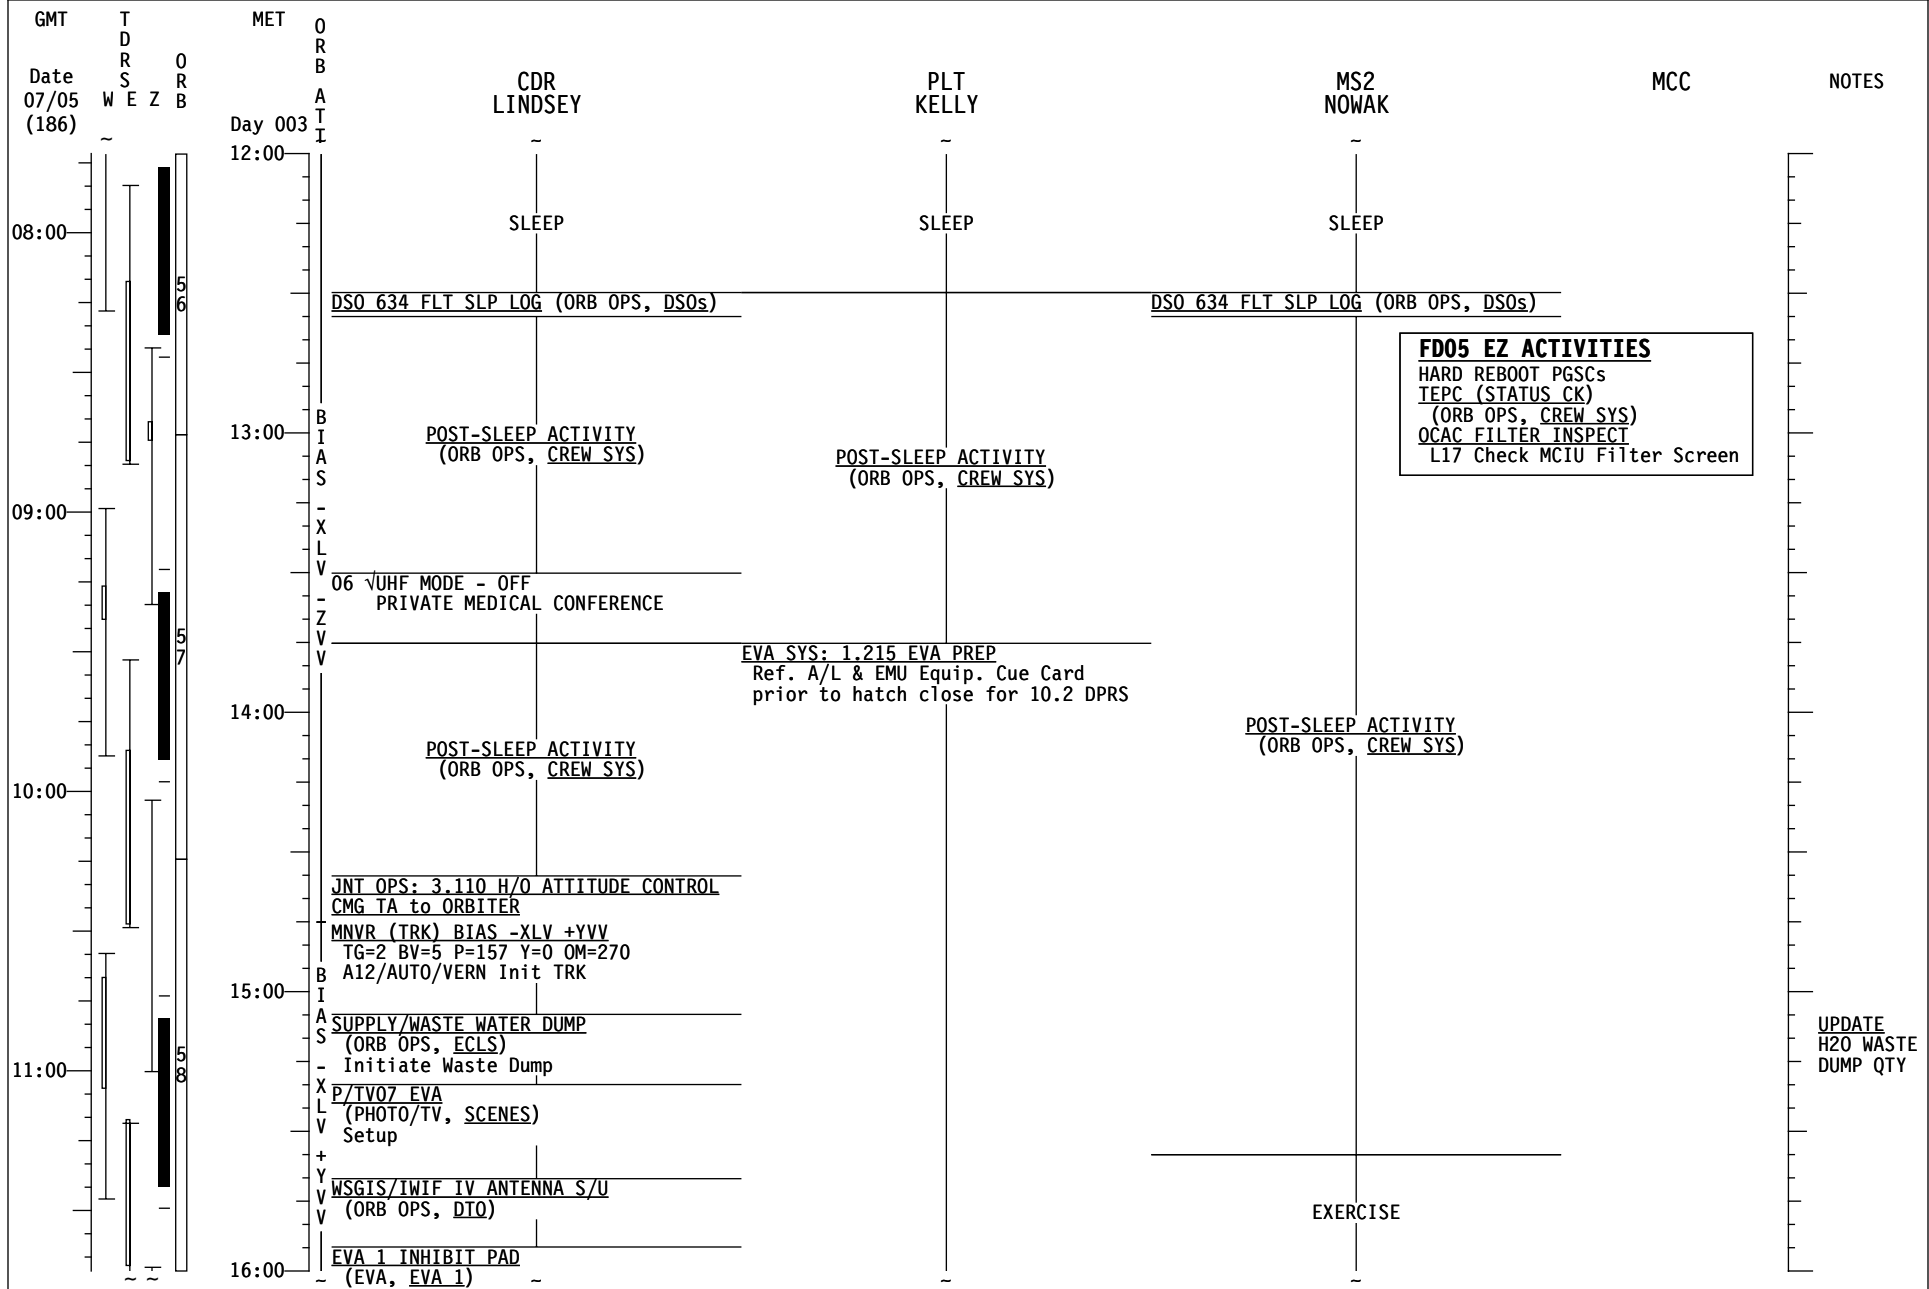 GMT
TDRS
MET
ORB ATT
ORB
Date
07/05
(186)
W E Z
Day 003
CDR
LINDSEY
PLT
KELLY
MS2
NOWAK
MCC
NOTES
12:00
08:00
SLEEP
SLEEP
SLEEP
DSO 634 FLT SLP LOG (ORB OPS, DSOs)
DSO 634 FLT SLP LOG (ORB OPS, DSOs)
56
FD05 EZ ACTIVITIES
HARD REBOOT PGSCs
TEPC (STATUS CK)
(ORB OPS, CREW SYS)
OCAC FILTER INSPECT
L17 Check MCIU Filter Screen
13:00
BIAS -XLV -ZVV
POST-SLEEP ACTIVITY
(ORB OPS, CREW SYS)
POST-SLEEP ACTIVITY
(ORB OPS, CREW SYS)
09:00
06 √UHF MODE - OFF
PRIVATE MEDICAL CONFERENCE
57
EVA SYS: 1.215 EVA PREP
Ref. A/L & EMU Equip. Cue Card
prior to hatch close for 10.2 DPRS
14:00
POST-SLEEP ACTIVITY
(ORB OPS, CREW SYS)
POST-SLEEP ACTIVITY
(ORB OPS, CREW SYS)
10:00
JNT OPS: 3.110 H/O ATTITUDE CONTROL
CMG TA to ORBITER
MNVR (TRK) BIAS -XLV +YVV
TG=2 BV=5 P=157 Y=0 OM=270
A12/AUTO/VERN Init TRK
15:00
BIAS -XLV +YVV
SUPPLY/WASTE WATER DUMP
(ORB OPS, ECLS)
Initiate Waste Dump
UPDATE
H2O WASTE
DUMP QTY
11:00
58
P/TV07 EVA
(PHOTO/TV, SCENES)
Setup
WSGIS/IWIF IV ANTENNA S/U
(ORB OPS, DTO)
EXERCISE
EVA 1 INHIBIT PAD
(EVA, EVA 1)
16:00